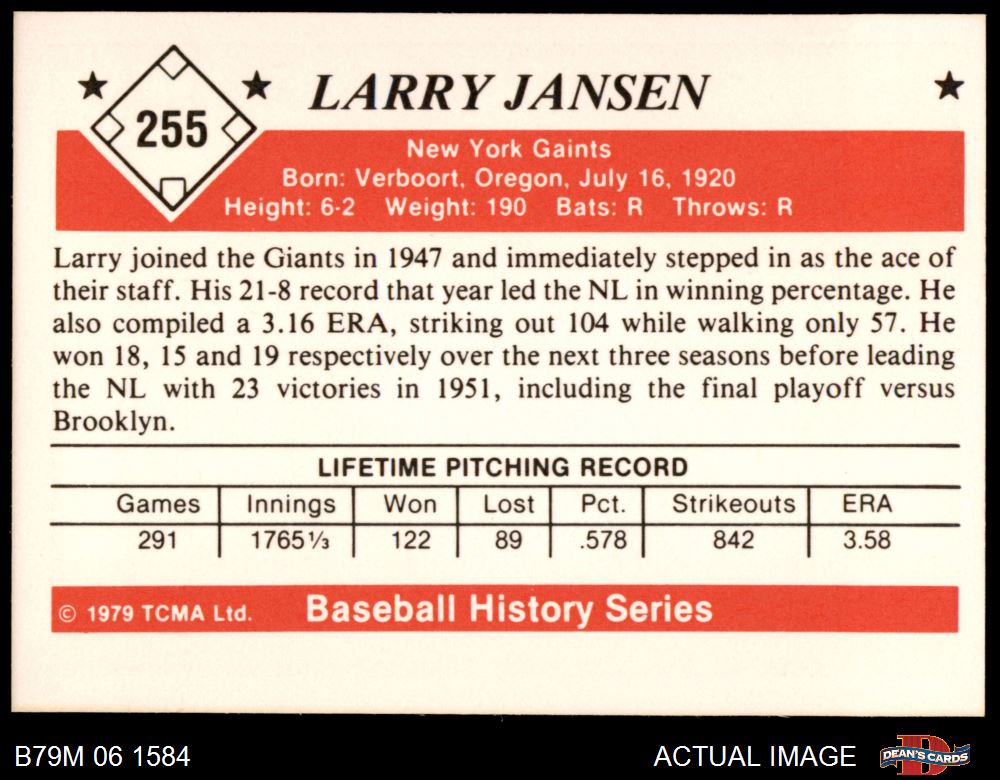 255
LARRY JANSEN
New York Gaints
Born: Verboort, Oregon, July 16, 1920
Height: 6-2 Weight: 190 Bats: R Throws: R
Larry joined the Giants in 1947 and immediately stepped in as the ace of
their staff. His 21-8 record that year led the NL in winning percentage. He
also compiled a 3.16 ERA, striking out 104 while walking only 57. He
won 18, 15 and 19 respectively over the next three seasons before leading
the NL with 23 victories in 1951, including the final playoff versus
Brooklyn.
LIFETIME PITCHING RECORD
Games Innings Won Lost Pct. Strikeouts ERA
291 1765⅓ 122 89 .578 842 3.58
© 1979 TCMA Ltd. Baseball History Series
B79M 06 1584 ACTUAL IMAGE DEAN'S CARDS